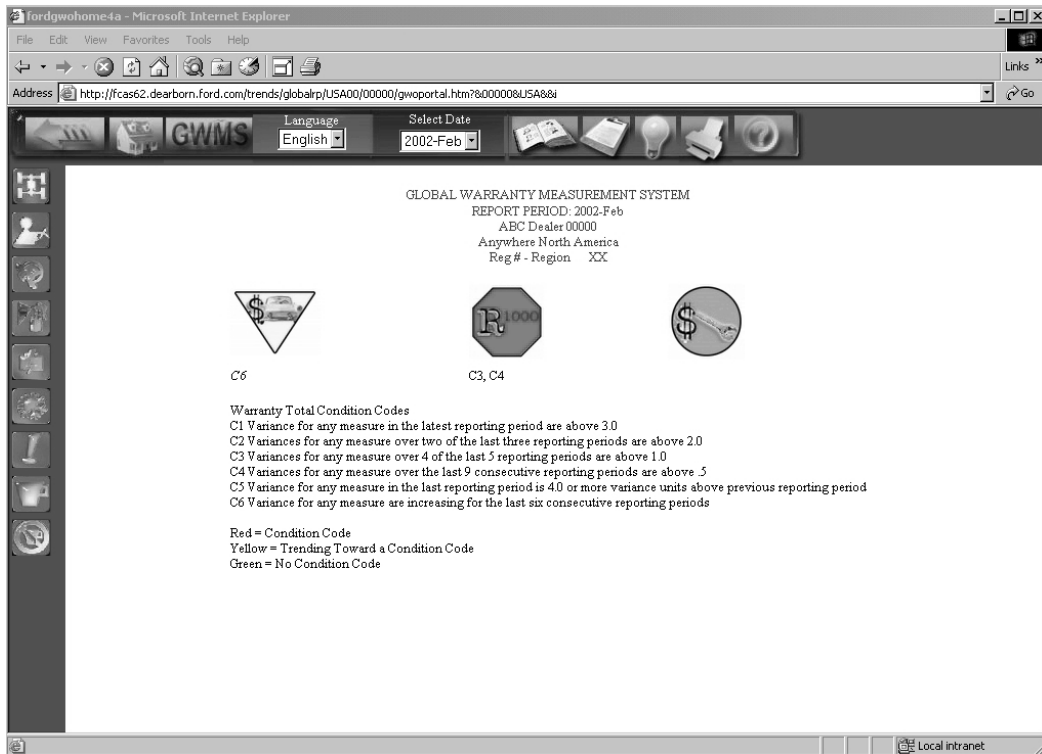 fordgwohome4a - Microsoft Internet Explorer
File Edit View Favorites Tools Help
Links »
Address http://fcas62.dearborn.ford.com/trends/globalrp/USA00/00000/gwoportal.htm?&00000&USA&&i Go
GWMS
Language
English
Select Date
2002-Feb
GLOBAL WARRANTY MEASUREMENT SYSTEM
REPORT PERIOD: 2002-Feb
ABC Dealer 00000
Anywhere North America
Reg # - Region XX
$ R 1000 $
C6 C3, C4
Warranty Total Condition Codes
C1 Variance for any measure in the latest reporting period are above 3.0
C2 Variances for any measure over two of the last three reporting periods are above 2.0
C3 Variances for any measure over 4 of the last 5 reporting periods are above 1.0
C4 Variances for any measure over the last 9 consecutive reporting periods are above .5
C5 Variance for any measure in the last reporting period is 4.0 or more variance units above previous reporting period
C6 Variance for any measure are increasing for the last six consecutive reporting periods
Red = Condition Code
Yellow = Trending Toward a Condition Code
Green = No Condition Code
Local intranet